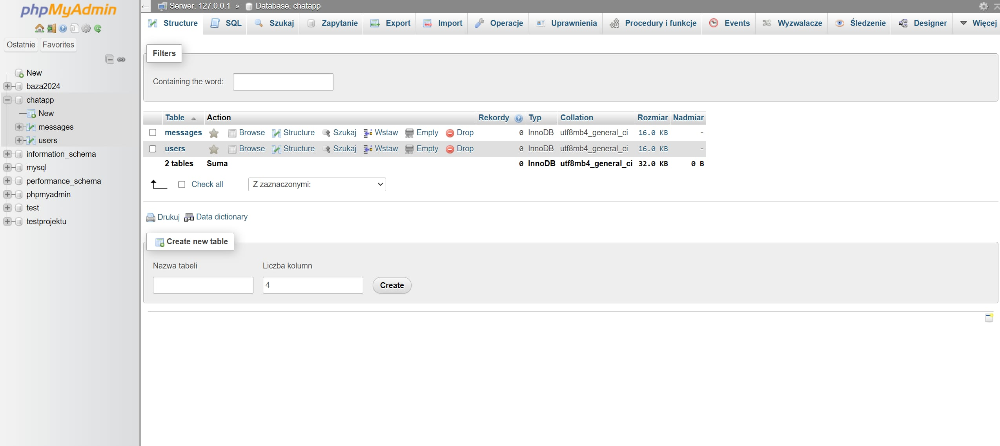 phpMyAdmin
Ostatnie Favorites
New
baza2024
chatapp
New
messages
users
information_schema
mysql
performance_schema
phpmyadmin
test
testprojektu
← Serwer: 127.0.0.1 » Database: chatapp
Structure SQL Szukaj Zapytanie Export Import Operacje Uprawnienia Procedury i funkcje Events Wyzwalacze Śledzenie Designer Więcej
Filters
Containing the word:
Table Action Rekordy Typ Collation Rozmiar Nadmiar
messages Browse Structure Szukaj Wstaw Empty Drop 0 InnoDB utf8mb4_general_ci 16.0 KB -
users Browse Structure Szukaj Wstaw Empty Drop 0 InnoDB utf8mb4_general_ci 16.0 KB -
2 tables Suma 0 InnoDB utf8mb4_general_ci 32.0 KB 0 B
Check all Z zaznaczonymi:
Drukuj Data dictionary
Create new table
Nazwa tabeli Liczba kolumn
4 Create